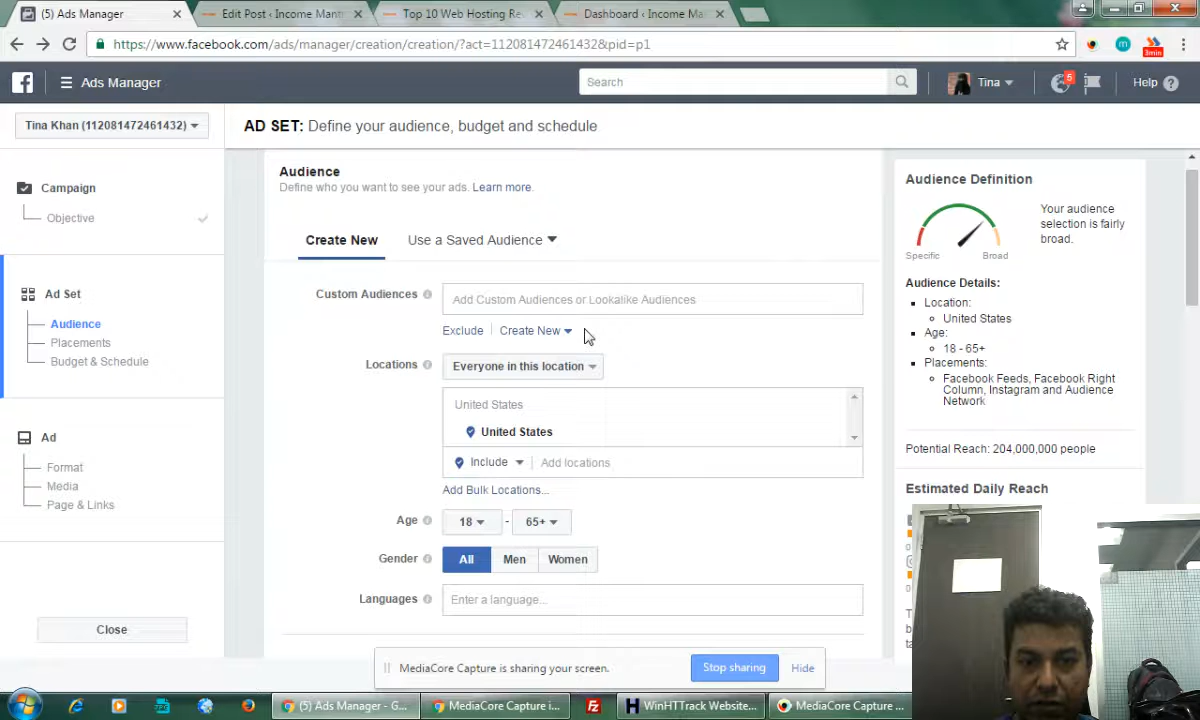 (5) Ads Manager
Edit Post ‹ Income Mant
Top 10 Web Hosting Re
Dashboard ‹ Income Ma
https://www.facebook.com/ads/manager/creation/creation/?act=1120814724614 32&pid=p1
3min
Ads Manager
Search
Tina
5
Help
Tina Khan (112081472461432)
AD SET: Define your audience, budget and schedule
Campaign
Objective
Ad Set
Audience
Placements
Budget & Schedule
Ad
Format
Media
Page & Links
Close
Audience
Define who you want to see your ads. Learn more.
Create New
Use a Saved Audience
Custom Audiences
Add Custom Audiences or Lookalike Audiences
Exclude | Create New
Locations
Everyone in this location
United States
United States
Include
Add locations
Add Bulk Locations...
Age
18 - 65+
Gender
All Men Women
Languages
Enter a language...
Audience Definition
Your audience
selection is fairly
broad.
Specific
Broad
Audience Details:
Location:
United States
Age:
18 - 65+
Placements:
Facebook Feeds, Facebook Right
Column, Instagram and Audience
Network
Potential Reach: 204,000,000 people
Estimated Daily Reach
MediaCore Capture is sharing your screen.
Stop sharing
Hide
(5) Ads Manager - G...
MediaCore Capture i...
WinHTTrack Website...
MediaCore Capture ...